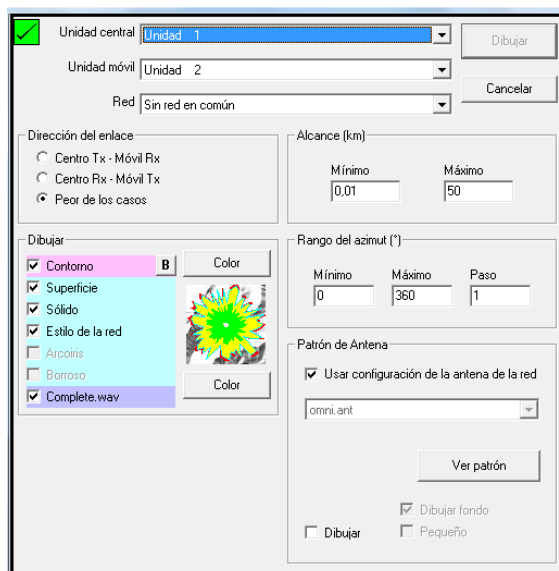 Unidad central Unidad 1 Dibujar
Unidad móvil Unidad 2
Cancelar
Red Sin red en común
Dirección del enlace
Centro Tx - Móvil Rx
Centro Rx - Móvil Tx
Peor de los casos
Alcance (km)
Mínimo Máximo
0,01 50
Dibujar
Contorno B Color
Superficie
Sólido
Estilo de la red
Arcoiris
Borroso
Color
Complete.wav
Rango del azimut (°)
Mínimo Máximo Paso
0 360 1
Patrón de Antena
Usar configuración de la antena de la red
omni.ant
Ver patrón
Dibujar fondo
Dibujar Pequeño